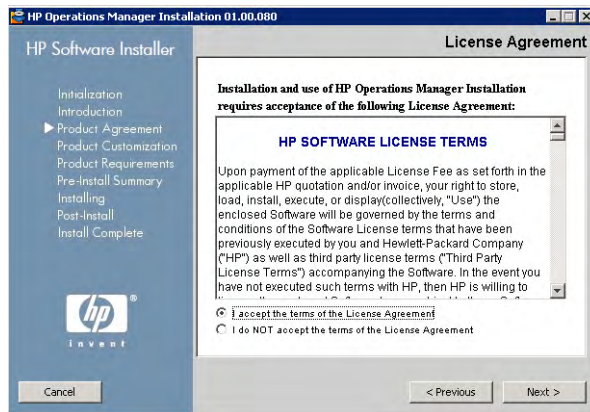 HP Operations Manager Installation 01.00.080
HP Software Installer
License Agreement
Initialization
Introduction
Product Agreement
Product Customization
Product Requirements
Pre-Install Summary
Installing
Post-Install
Install Complete
Installation and use of HP Operations Manager Installation
requires acceptance of the following License Agreement:
HP SOFTWARE LICENSE TERMS
Upon payment of the applicable License Fee as set forth in the
applicable HP quotation and/or invoice, your right to store,
load, install, execute, or display(collectively, "Use") the
enclosed Software will be governed by the terms and
conditions of the Software License terms that have been
previously executed by you and Hewlett-Packard Company
("HP") as well as third party license terms ("Third Party
License Terms") accompanying the Software. In the event you
have not executed such terms with HP, then HP is willing to
I accept the terms of the License Agreement
I do NOT accept the terms of the License Agreement
hp
®
invent
Cancel
< Previous
Next >